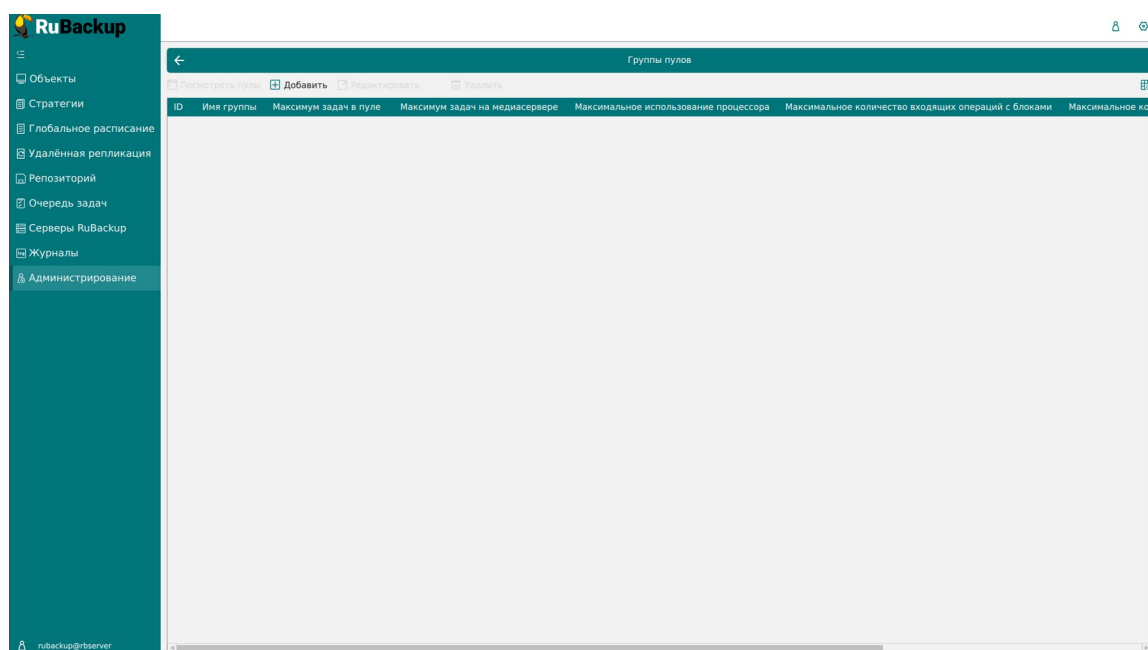 RuBackup
Группы пулов
Объекты
Стратегии
Глобальное расписание
Удалённая репликация
Репозиторий
Очередь задач
Серверы RuBackup
Журналы
Администрирование
rubackup@rbserver
Посмотреть пулы Добавить Редактировать Удалить
ID Имя группы Максимум задач в пуле Максимум задач на медиасервере Максимальное использование процессора Максимальное количество входящих операций с блоками Максимальное ко